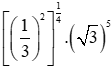 [(1/3)^2]^{1/4} . (√3)^5